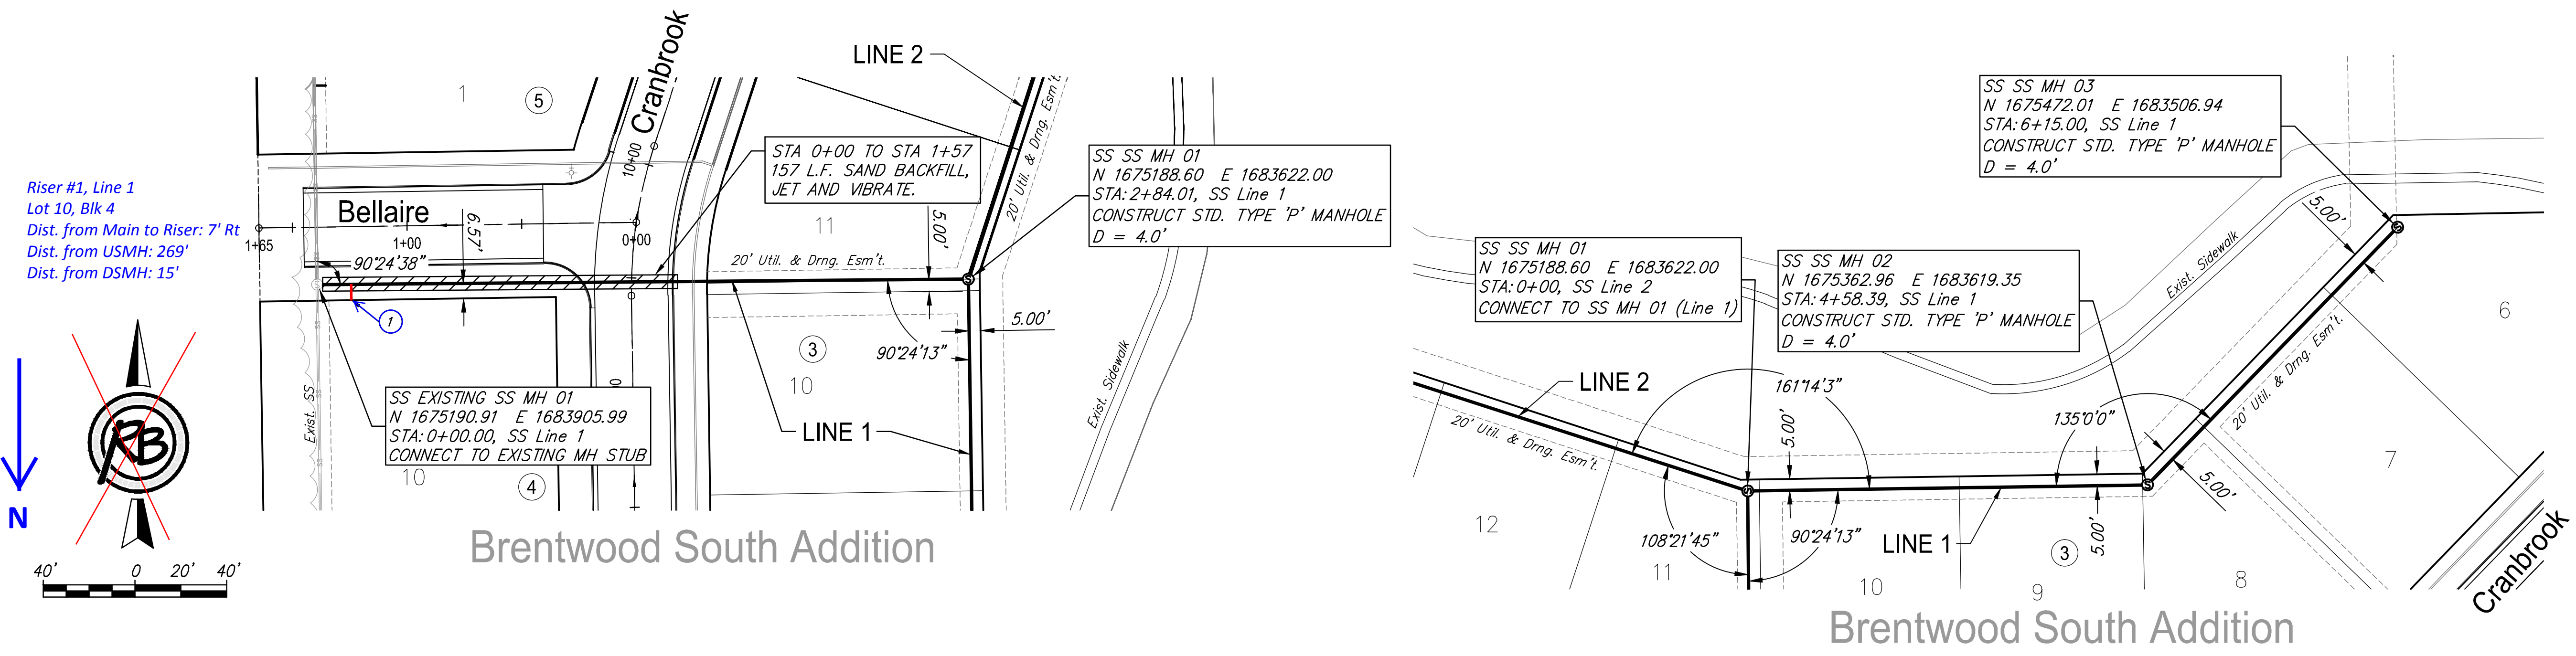 Riser #1, Line 1
Lot 10, Blk 4
Dist. from Main to Riser: 7' Rt
Dist. from USMH: 269'
Dist. from DSMH: 15'
N
RB
40' 0 20' 40'
1
5
Cranbrook
10+00
LINE 2
20' Util. & Drng. Esm't.
Bellaire
1+65
1+00
0+00
6.57'
90°24'38"
STA 0+00 TO STA 1+57
157 L.F. SAND BACKFILL,
JET AND VIBRATE.
11
5.00'
20' Util. & Drng. Esm't.
SS SS MH 01
N 1675188.60 E 1683622.00
STA: 2+84.01, SS Line 1
CONSTRUCT STD. TYPE 'P' MANHOLE
D = 4.0'
5.00'
1
3
90°24'13"
10
0
Exist. SS
SS EXISTING SS MH 01
N 1675190.91 E 1683905.99
STA: 0+00.00, SS Line 1
CONNECT TO EXISTING MH STUB
LINE 1
10
4
Exist. Sidewalk
Brentwood South Addition
SS SS MH 03
N 1675472.01 E 1683506.94
STA: 6+15.00, SS Line 1
CONSTRUCT STD. TYPE 'P' MANHOLE
D = 4.0'
5.00'
S
Exist. Sidewalk
SS SS MH 01
N 1675188.60 E 1683622.00
STA: 0+00, SS Line 2
CONNECT TO SS MH 01 (Line 1)
SS SS MH 02
N 1675362.96 E 1683619.35
STA: 4+58.39, SS Line 1
CONSTRUCT STD. TYPE 'P' MANHOLE
D = 4.0'
6
LINE 2
161°14'3"
135°0'0"
20' Util. & Drng. Esm't.
20' Util. & Drng. Esm't.
5.00'
7
S
S
5.00'
12
108°21'45"
90°24'13"
LINE 1
3
5.00'
11
10
9
8
Cranbrook
Brentwood South Addition